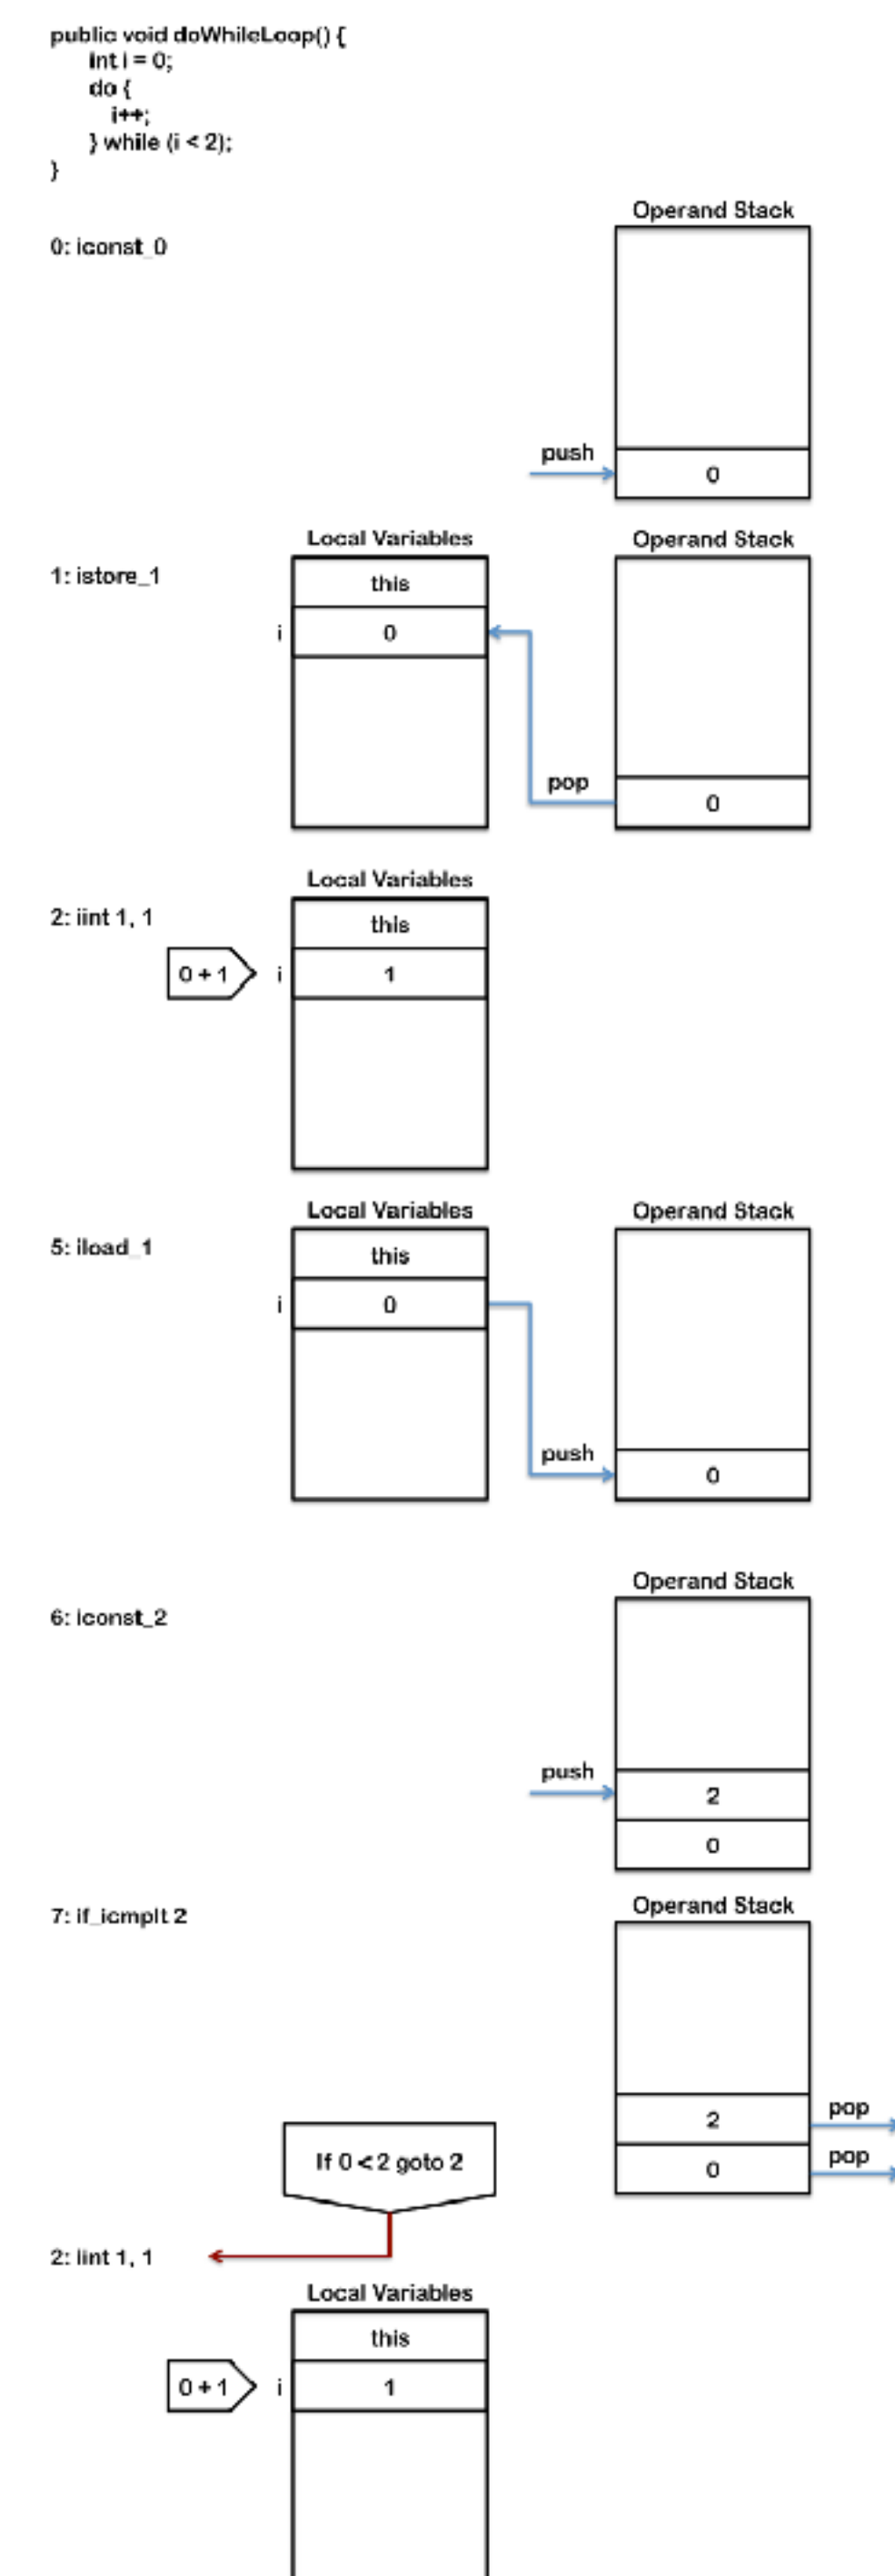 public void doWhileLoop() {
int i = 0;
do {
i++;
} while (i < 2);
}
Operand Stack
0: iconst_0
push
0
Local Variables
Operand Stack
1: istore_1
this
i
0
pop
0
Local Variables
2: iint 1, 1
this
0 + 1
i
1
Local Variables
Operand Stack
5: iload_1
this
i
0
push
0
Operand Stack
6: iconst_2
push
2
0
Operand Stack
7: if_icmplt 2
2
pop
If 0 < 2 goto 2
0
pop
2: iint 1, 1
Local Variables
this
0 + 1
i
1